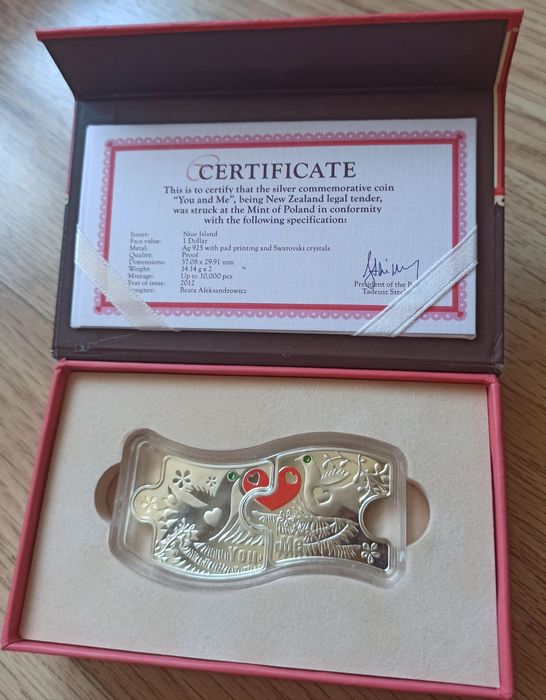 CERTIFICATE
This is to certify that the silver commemorative coin
“You and Me”, being New Zealand legal tender,
was struck at the Mint of Poland in conformity
with the following specification:
Issuer: Niue Island
Face value: 1 Dollar
Metal: Ag 925 with pad printing and Swarovski crystals
Quality: Proof
Dimensions: 37.08 x 29.91 mm
Weight: 14.14 g x 2
Mintage: Up to 10,000 pcs
Year of issue: 2012
Designer: Beata Aleksandrowicz
President of the
Tadeusz
YOU
ME